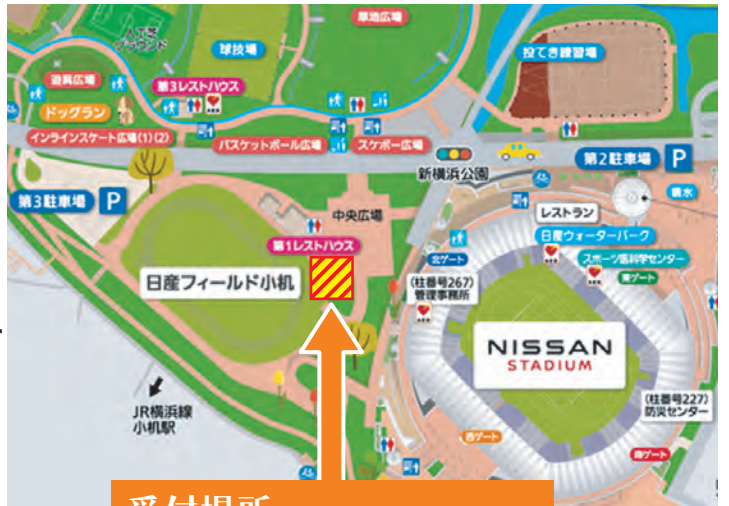 人工芝
グラウンド
球技場
草地広場
投てき練習場
遊具広場
第3レストハウス
ドッグラン
インラインスケート広場(1)(2)
バスケットボール広場
スケボー広場
新横浜公園
第2駐車場 P
第3駐車場 P
中央広場
噴水
レストラン
日産ウォーターパーク
第1レストハウス
北ゲート
スポーツ医科学センター
東ゲート
日産フィールド小机
(柱番号267)
管理事務所
NISSAN
STADIUM
JR横浜線
小机駅
(柱番号227)
防災センター
西ゲート
南ゲート
受付場所